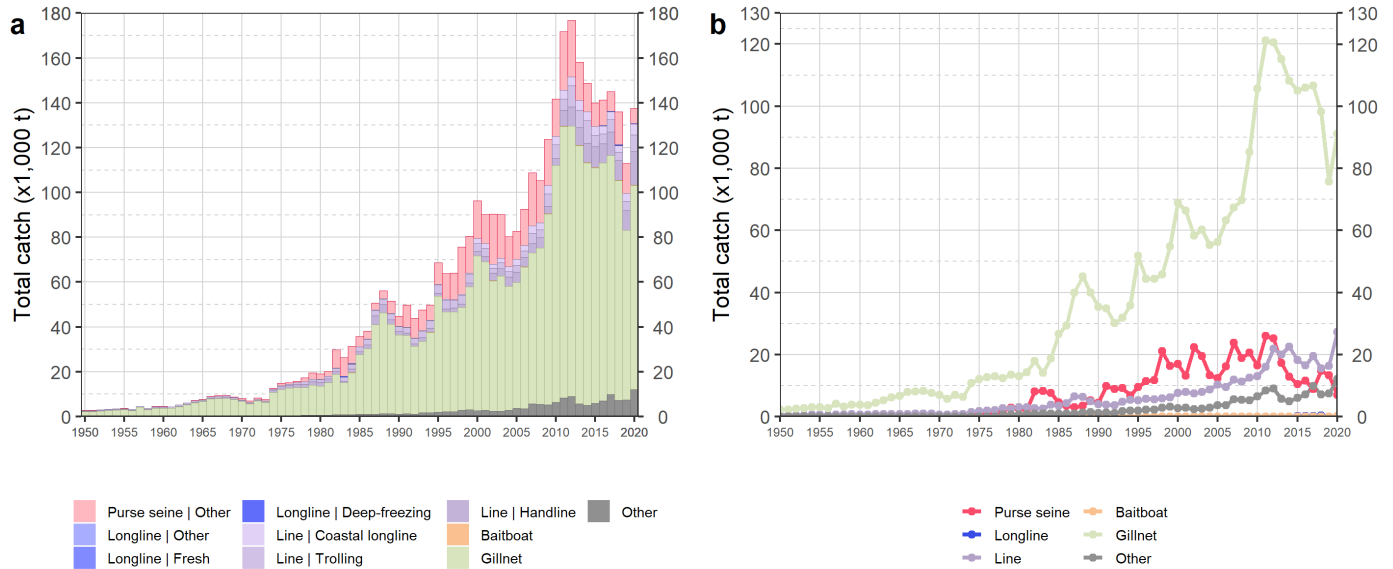 a
b
Total catch (x1,000 t)
180
160
140
120
100
80
60
40
20
0
180
160
140
120
100
80
60
40
20
0
1950 1955 1960 1965 1970 1975 1980 1985 1990 1995 2000 2005 2010 2015 2020
Total catch (x1,000 t)
130
120
100
80
60
40
20
0
130
120
100
80
60
40
20
0
1950 1955 1960 1965 1970 1975 1980 1985 1990 1995 2000 2005 2010 2015 2020
Purse seine | Other
Longline | Other
Longline | Fresh
Longline | Deep-freezing
Line | Coastal longline
Line | Trolling
Line | Handline
Baitboat
Gillnet
Other
Purse seine
Longline
Line
Baitboat
Gillnet
Other